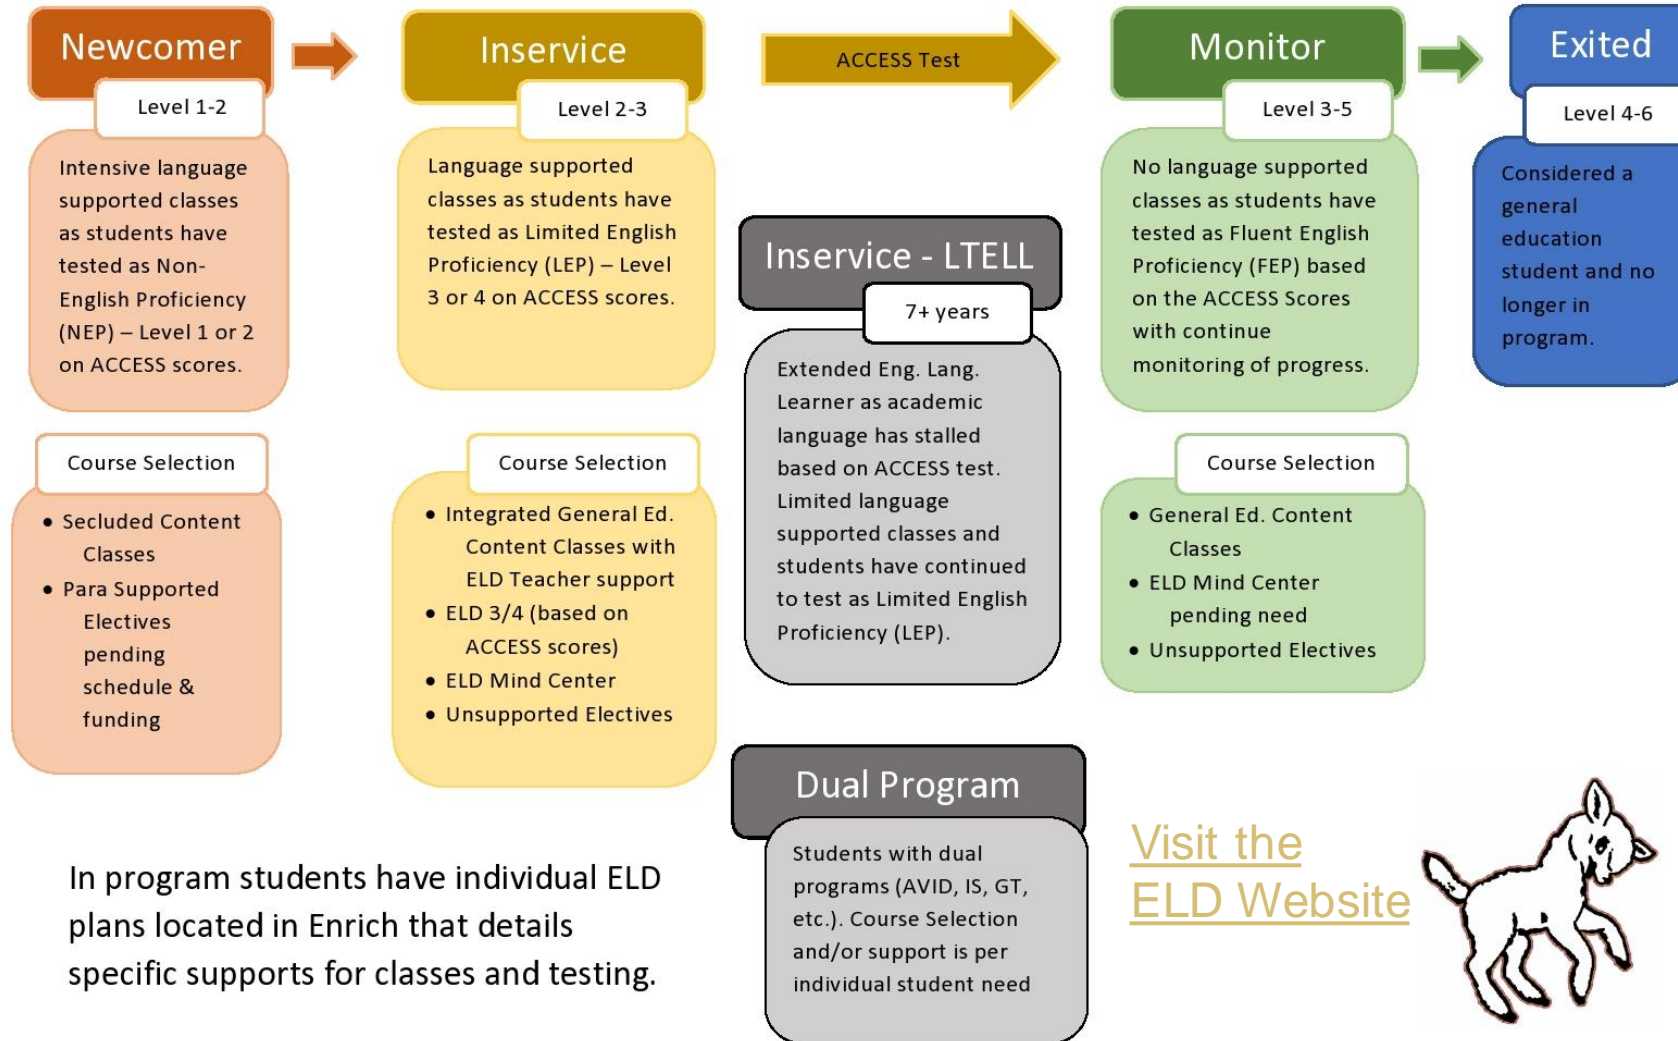 Newcomer
Level 1-2
Intensive language
supported classes
as students have
tested as Non-
English Proficiency
(NEP) – Level 1 or 2
on ACCESS scores.
Course Selection
• Secluded Content
Classes
• Para Supported
Electives
pending
schedule &
funding
Inservice
Level 2-3
Language supported
classes as students have
tested as Limited English
Proficiency (LEP) – Level
3 or 4 on ACCESS scores.
Course Selection
• Integrated General Ed.
Content Classes with
ELD Teacher support
• ELD 3/4 (based on
ACCESS scores)
• ELD Mind Center
• Unsupported Electives
ACCESS Test
Inservice - LTELL
7+ years
Extended Eng. Lang.
Learner as academic
language has stalled
based on ACCESS test.
Limited language
supported classes and
students have continued
to test as Limited English
Proficiency (LEP).
Dual Program
Students with dual
programs (AVID, IS, GT,
etc.). Course Selection
and/or support is per
individual student need
Monitor
Level 3-5
No language supported
classes as students have
tested as Fluent English
Proficiency (FEP) based
on the ACCESS Scores
with continue
monitoring of progress.
Course Selection
• General Ed. Content
Classes
• ELD Mind Center
pending need
• Unsupported Electives
Exited
Level 4-6
Considered a
general
education
student and no
longer in
program.
In program students have individual ELD
plans located in Enrich that details
specific supports for classes and testing.
Visit the
ELD Website